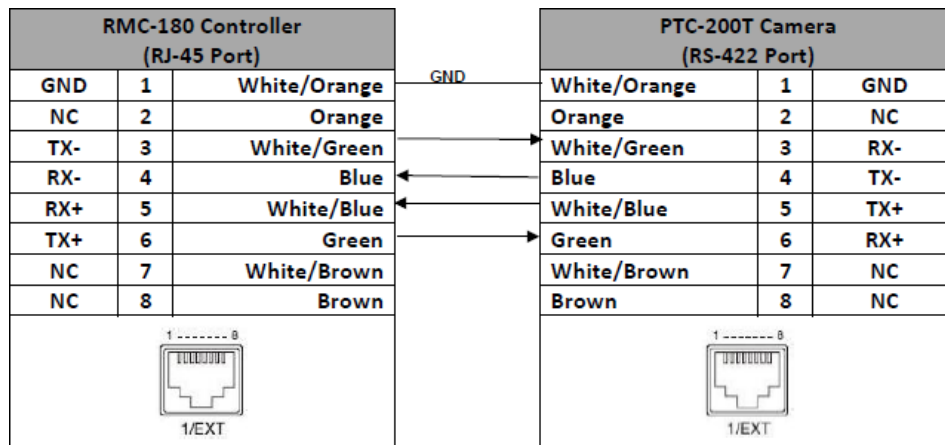 RMC-180 Controller
(RJ-45 Port)
PTC-200T Camera
(RS-422 Port)
GND 1 White/Orange GND White/Orange 1 GND
NC 2 Orange Orange 2 NC
TX- 3 White/Green White/Green 3 RX-
RX- 4 Blue Blue 4 TX-
RX+ 5 White/Blue White/Blue 5 TX+
TX+ 6 Green Green 6 RX+
NC 7 White/Brown White/Brown 7 NC
NC 8 Brown Brown 8 NC
1 ------- 8
1/EXT
1 ------- 8
1/EXT